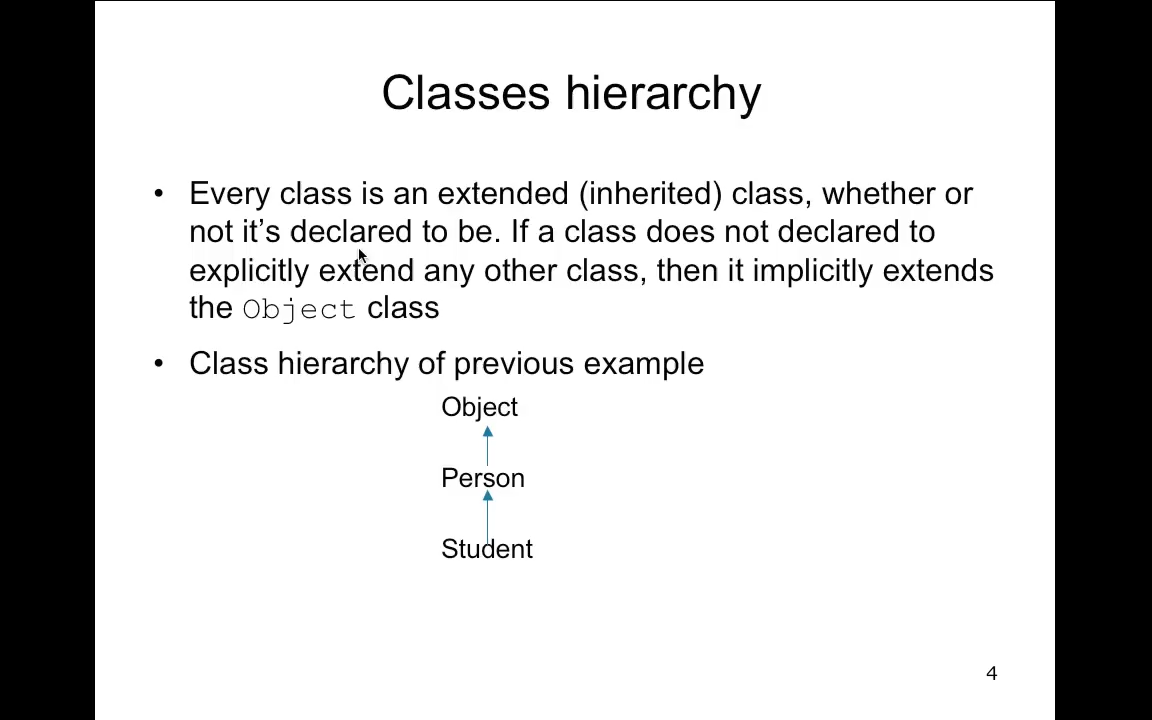 Classes hierarchy
• Every class is an extended (inherited) class, whether or
not it’s declared to be. If a class does not declared to
explicitly extend any other class, then it implicitly extends
the Object class
• Class hierarchy of previous example
Object
Person
Student
4